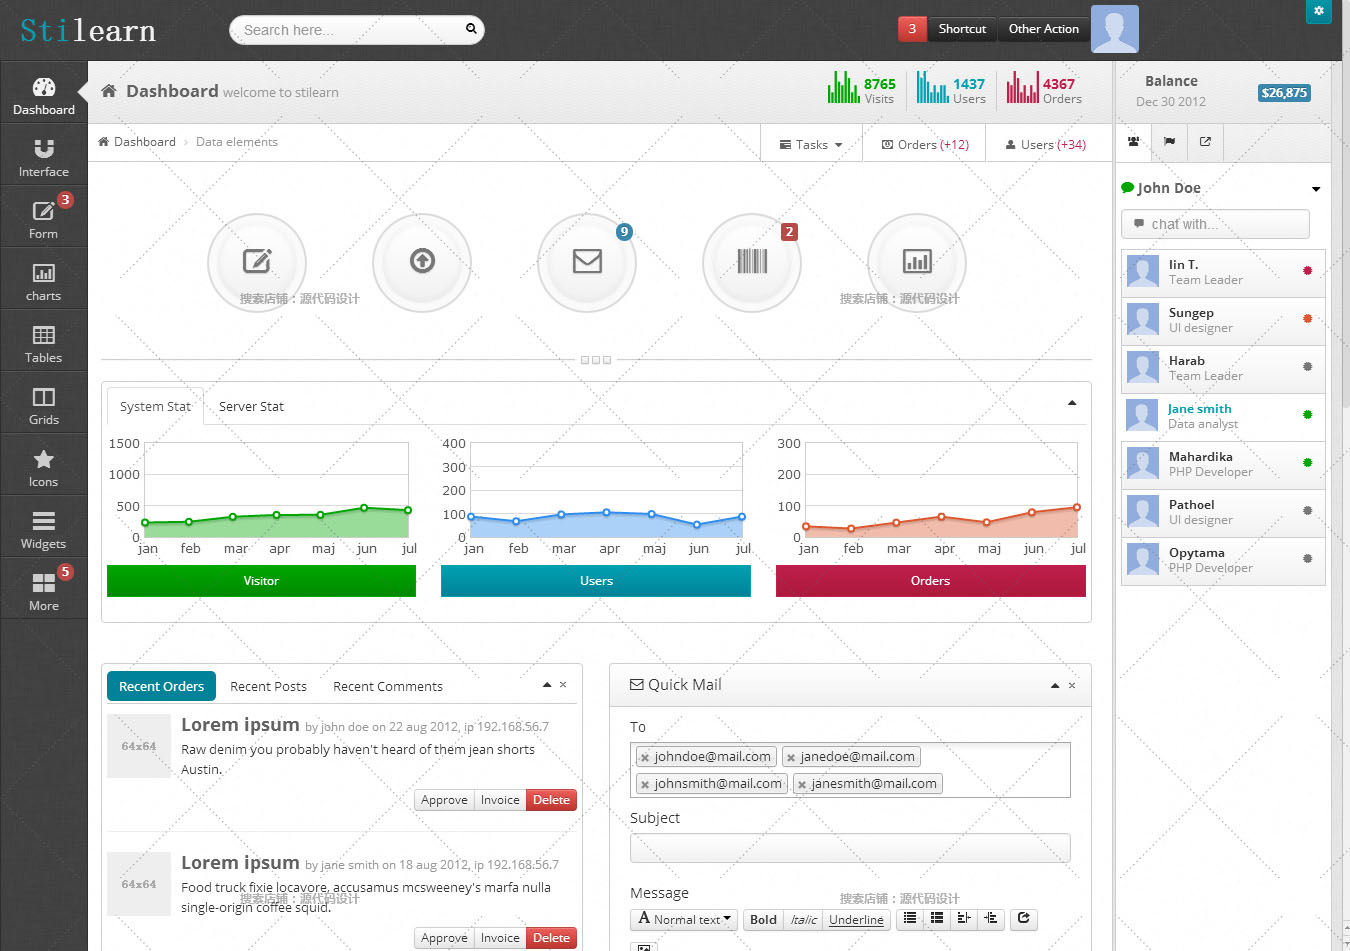 Stilearn
Search here...
3 Shortcut Other Action
Dashboard
Interface
3
Form
charts
Tables
Grids
Icons
Widgets
5
More
Dashboard welcome to stilearn
8765
Visits
1437
Users
4367
Orders
Balance
Dec 30 2012
$26,875
Dashboard Data elements
Tasks
Orders (+12)
Users (+34)
9
2
搜索店铺：源代码设计
搜索店铺：源代码设计
System Stat Server Stat
1500
1000
500
0
jan feb mar apr maj jun jul
Visitor
400
300
200
100
0
jan feb mar apr maj jun jul
Users
300
200
100
0
jan feb mar apr maj jun jul
Orders
Recent Orders Recent Posts Recent Comments
64x64
Lorem ipsum by john doe on 22 aug 2012, ip 192.168.56.7
Raw denim you probably haven't heard of them jean shorts
Austin.
Approve Invoice Delete
64x64
Lorem ipsum by jane smith on 18 aug 2012, ip 192.168.56.7
Food truck fixie locavore, accusamus mcsweeney's marfa nulla
single-origin coffee squid.
搜索店铺：源代码设计
Approve Invoice Delete
Quick Mail
To
johndoe@mail.com janedoe@mail.com
johnsmith@mail.com janesmith@mail.com
Subject
Message
搜索店铺：源代码设计
A Normal text Bold Italic Underline
John Doe
chat with...
Iin T.
Team Leader
Sungep
UI designer
Harab
Team Leader
Jane smith
Data analyst
Mahardika
PHP Developer
Pathoel
UI designer
Opytama
PHP Developer